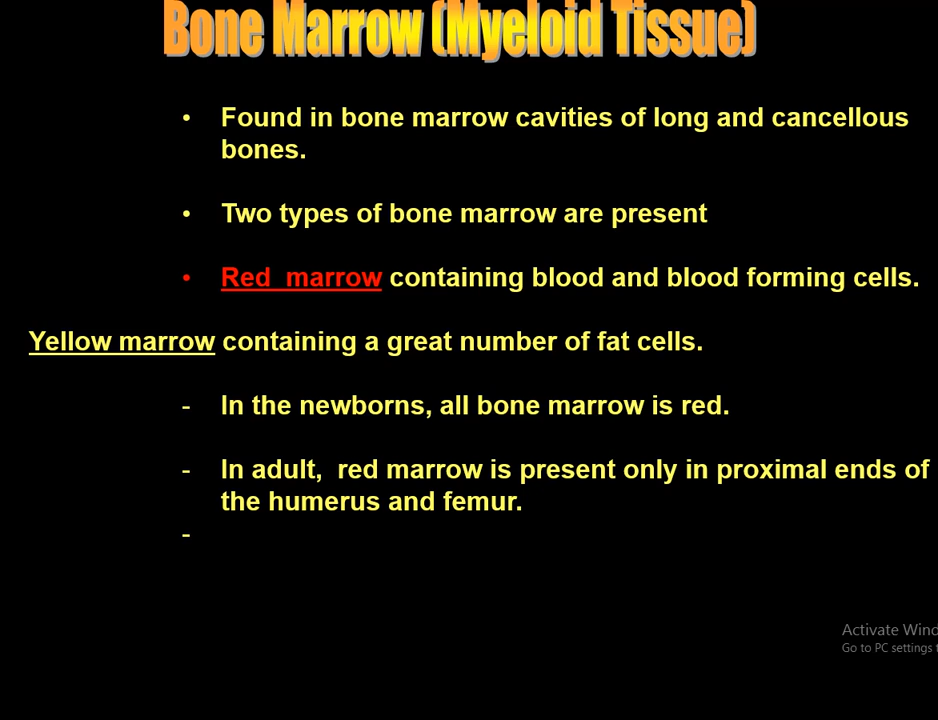 Bone Marrow (Myeloid Tissue)
• Found in bone marrow cavities of long and cancellous
bones.
• Two types of bone marrow are present
• Red  marrow containing blood and blood forming cells.
Yellow marrow containing a great number of fat cells.
- In the newborns, all bone marrow is red.
- In adult,  red marrow is present only in proximal ends of
the humerus and femur.
-
Activate Wind
Go to PC settings